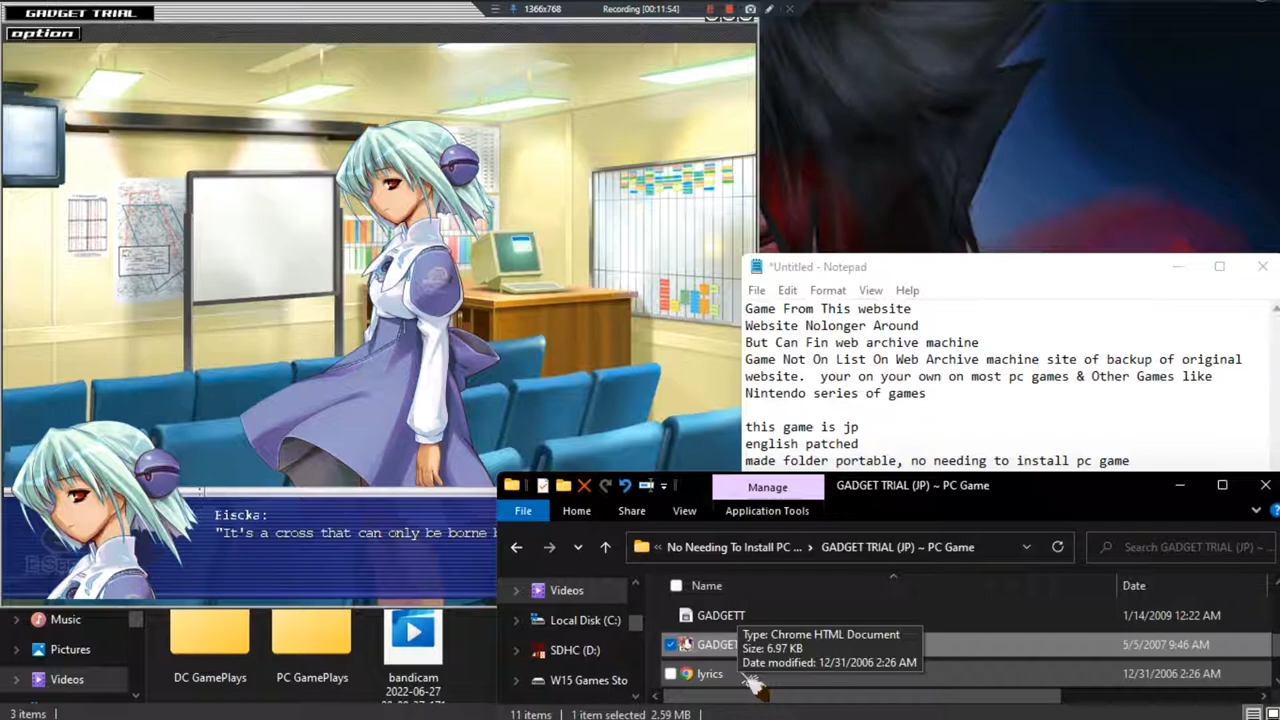 GADGET TRIAL
option
1366x768
Recording [00:11:54]
Eiscka:
"It's a cross that can only be borne
*Untitled - Notepad
File Edit Format View Help
Game From This website
Website Nolonger Around
But Can Fin web archive machine
Game Not On List On Web Archive machine site of backup of original
website.  your on your own on most pc games & Other Games like
Nintendo series of games
this game is jp
english patched
made folder portable, no needing to install pc game
Manage
GADGET TRIAL (JP) ~ PC Game
File Home Share View Application Tools
« No Needing To Install PC ... › GADGET TRIAL (JP) ~ PC Game
Search GADGET TRIAL (JP) ~ ...
Name Date
Videos
Local Disk (C:)
SDHC (D:)
W15 Games Sto
GADGETT 1/14/2009 12:22 AM
GADGET 5/5/2007 9:46 AM
lyrics 12/31/2006 2:26 AM
Type: Chrome HTML Document
Size: 6.97 KB
Date modified: 12/31/2006 2:26 AM
11 items 1 item selected 2.59 MB
Music
Pictures
Videos
DC GamePlays
PC GamePlays
bandicam
2022-06-27
3 items